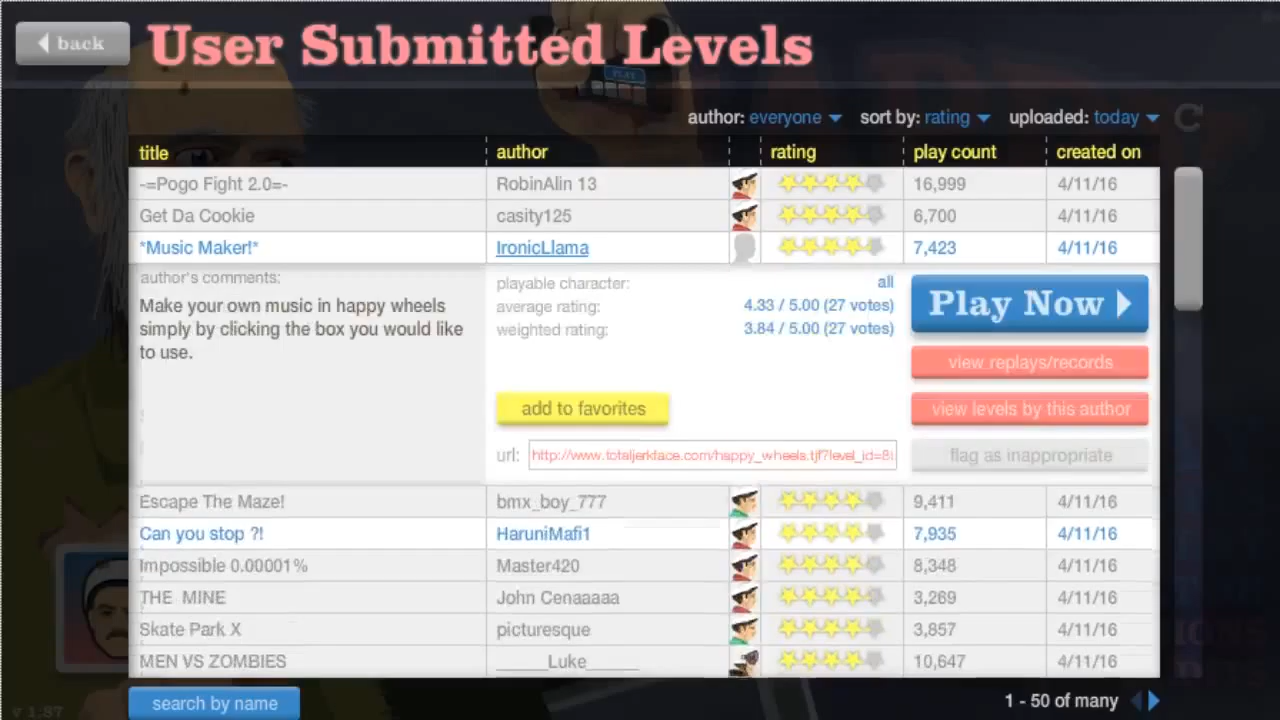 back
User Submitted Levels
PLAY
author: everyone sort by: rating uploaded: today
title author rating play count created on
-=Pogo Fight 2.0=- RobinAlin 13 16,999 4/11/16
Get Da Cookie casity125 6,700 4/11/16
*Music Maker!* IronicLlama 7,423 4/11/16
author's comments:
Make your own music in happy wheels
simply by clicking the box you would like
to use.
playable character: all
average rating: 4.33 / 5.00 (27 votes)
weighted rating: 3.84 / 5.00 (27 votes)
add to favorites
url: http://www.totaljerkface.com/happy_wheels.tjf?level_id=8
Play Now
view replays/records
view levels by this author
flag as inappropriate
Escape The Maze! bmx_boy_777 9,411 4/11/16
Can you stop ?! HaruniMafi1 7,935 4/11/16
Impossible 0.00001% Master420 8,348 4/11/16
THE MINE John Cenaaaaa 3,269 4/11/16
Skate Park X picturesque 3,857 4/11/16
MEN VS ZOMBIES _____Luke_____ 10,647 4/11/16
search by name
1 - 50 of many
v 1.87